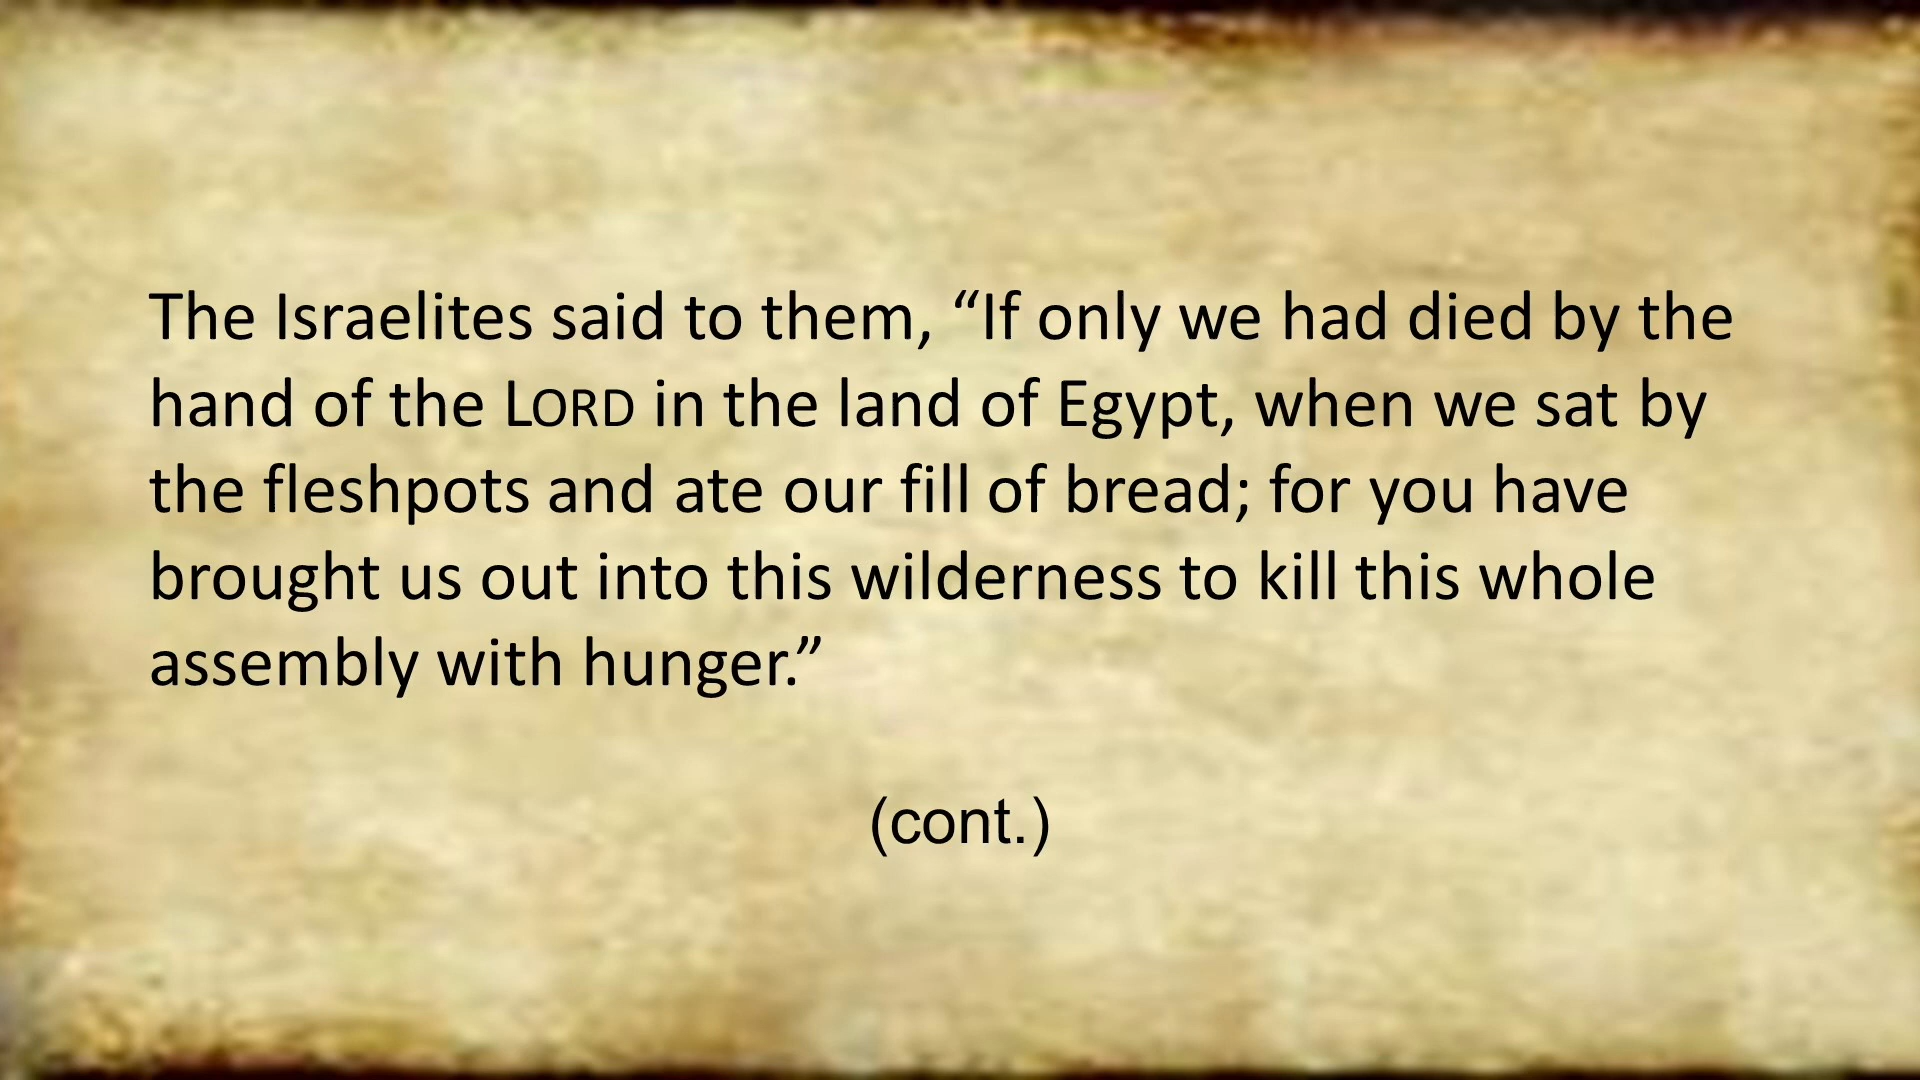 The Israelites said to them, “If only we had died by the
hand of the LORD in the land of Egypt, when we sat by
the fleshpots and ate our fill of bread; for you have
brought us out into this wilderness to kill this whole
assembly with hunger.”
(cont.)